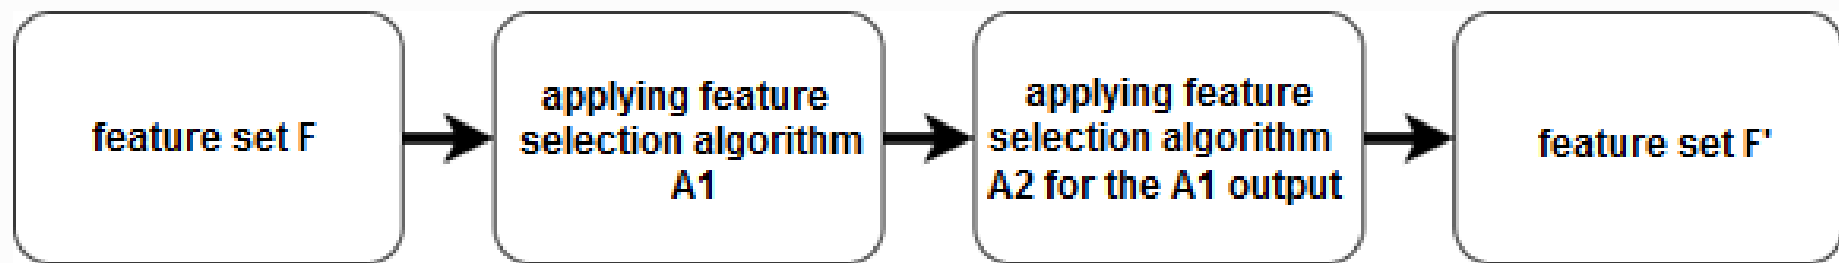 feature set F
applying feature
selection algorithm
A1
applying feature
selection algorithm
A2 for the A1 output
feature set F'